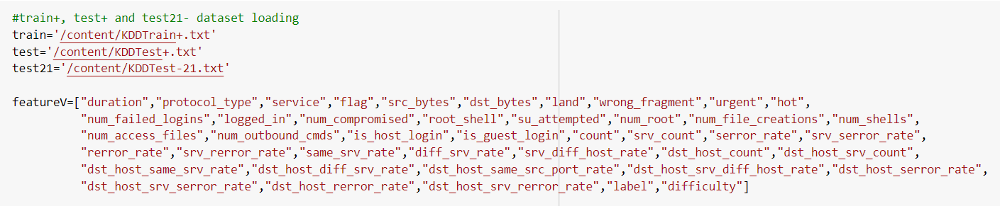 #train+, test+ and test21- dataset loading
train='/content/KDDTrain+.txt'
test='/content/KDDTest+.txt'
test21='/content/KDDTest-21.txt'
featureV=["duration","protocol_type","service","flag","src_bytes","dst_bytes","land","wrong_fragment","urgent","hot",
"num_failed_logins","logged_in","num_compromised","root_shell","su_attempted","num_root","num_file_creations","num_shells",
"num_access_files","num_outbound_cmds","is_host_login","is_guest_login","count","srv_count","serror_rate","srv_serror_rate",
"rerror_rate","srv_rerror_rate","same_srv_rate","diff_srv_rate","srv_diff_host_rate","dst_host_count","dst_host_srv_count",
"dst_host_same_srv_rate","dst_host_diff_srv_rate","dst_host_same_src_port_rate","dst_host_srv_diff_host_rate","dst_host_serror_rate",
"dst_host_srv_serror_rate","dst_host_rerror_rate","dst_host_srv_rerror_rate","label","difficulty"]